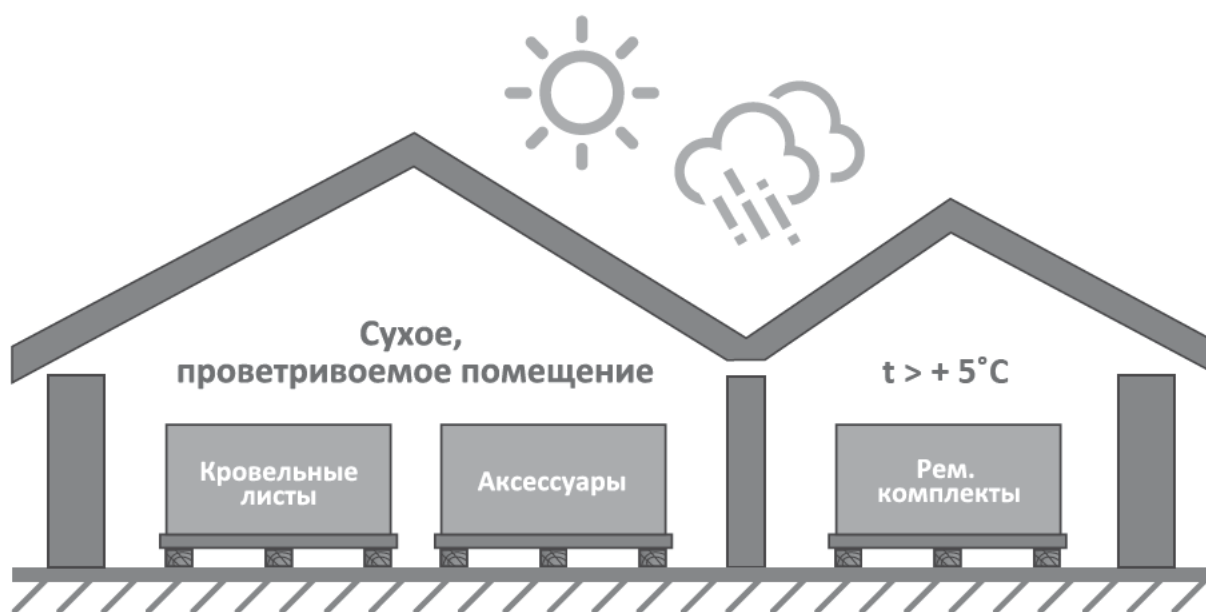 Сухое,
проветривоемое помещение
t > + 5˚C
Кровельные
листы
Аксессуары
Рем.
комплекты